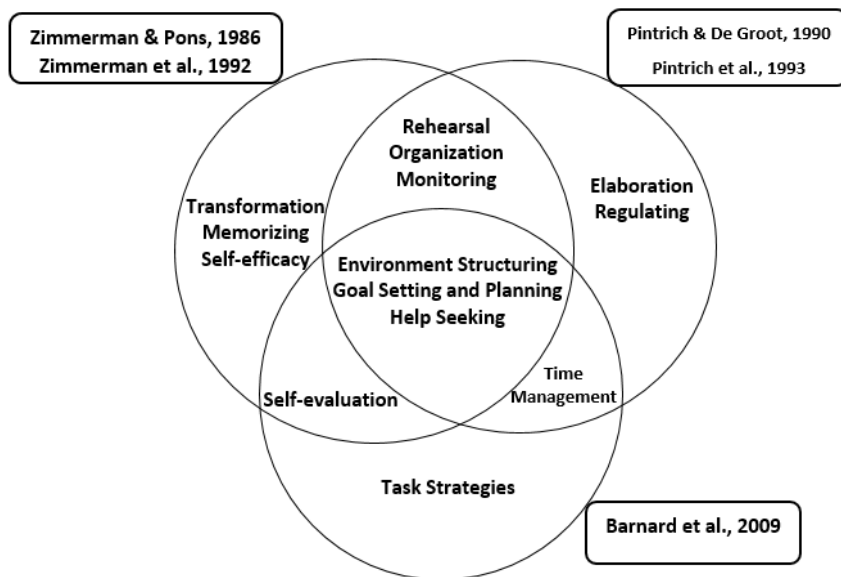 Zimmerman & Pons, 1986
Zimmerman et al., 1992
Pintrich & De Groot, 1990
Pintrich et al., 1993
Rehearsal
Organization
Monitoring
Elaboration
Regulating
Transformation
Memorizing
Self-efficacy
Environment Structuring
Goal Setting and Planning
Help Seeking
Time
Management
Self-evaluation
Task Strategies
Barnard et al., 2009